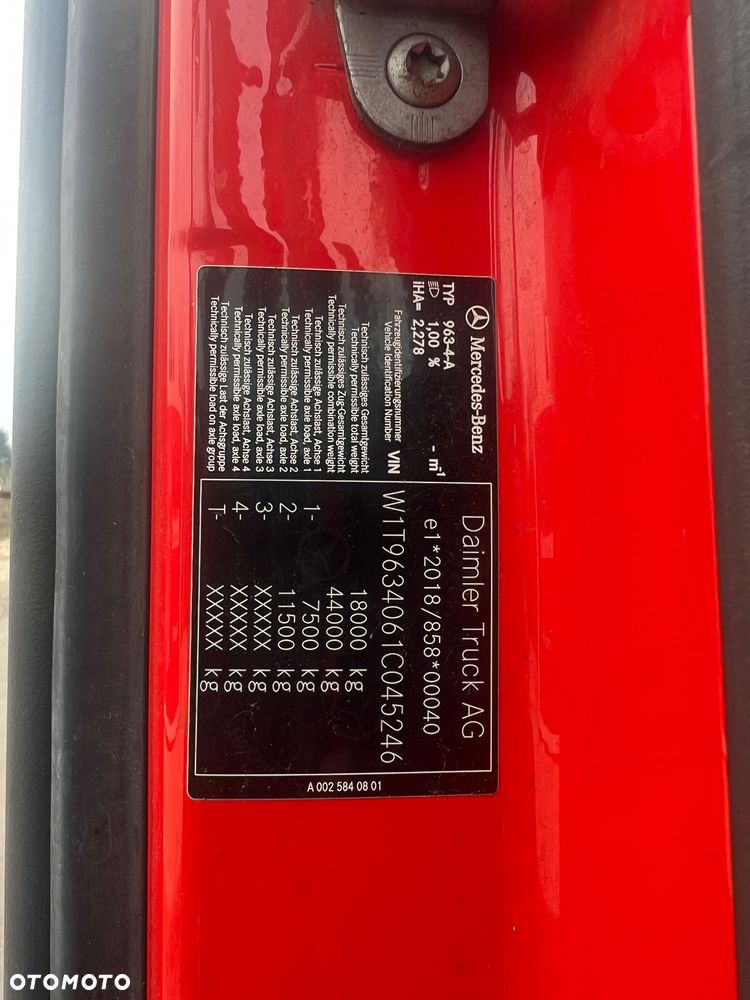 Mercedes-Benz
Daimler Truck AG
TYP 963-4-A
1,00 % - m-1
iHA= 2,278
e1*2018/858*00040
Fahrzeugidentifizierungsnummer
Vehicle Identification Number VIN W1T9634061C045246
Technisch zulässiges Gesamtgewicht
Technically permissible total weight 18000 kg
Technisch zulässiges Zug-Gesamtgewicht
Technically permissible combination weight 44000 kg
Technisch zulässige Achslast, Achse 1
Technically permissible axle load, axle 1 1- 7500 kg
Technisch zulässige Achslast, Achse 2
Technically permissible axle load, axle 2 2- 11500 kg
Technisch zulässige Achslast, Achse 3
Technically permissible axle load, axle 3 3- XXXXX kg
Technisch zulässige Achslast, Achse 4
Technically permissible axle load, axle 4 4- XXXXX kg
Technisch zulässige Last der Achsgruppe
Technically permissible load on axle group T- XXXXX kg
A 002 584 08 01
OTOMOTO